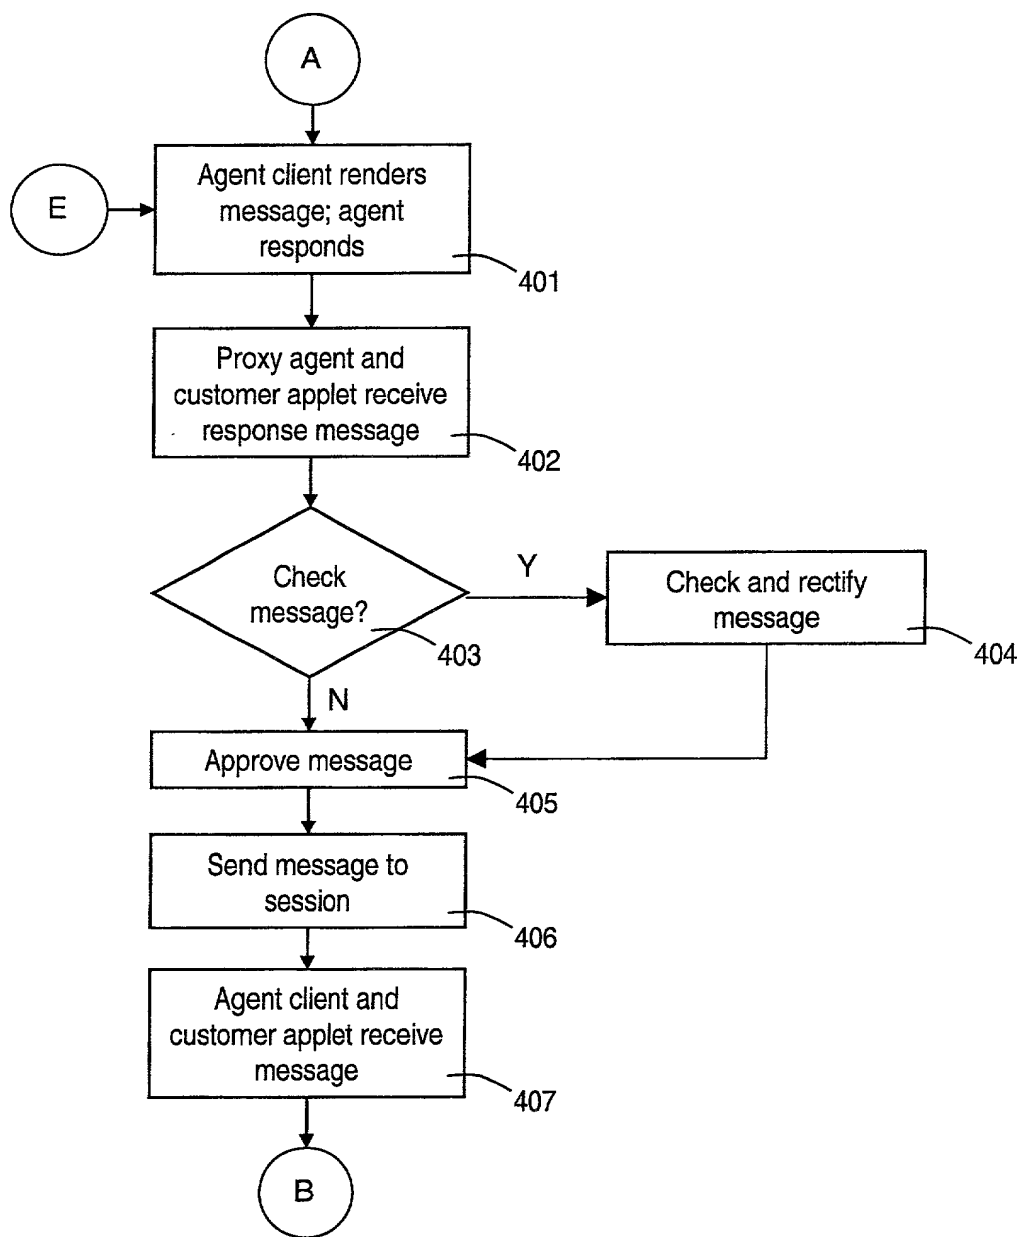 A
E
Agent client renders
message; agent
responds
401
Proxy agent and
customer applet receive
response message
402
Check
message?
403
Y
Check and rectify
message
404
N
Approve message
405
Send message to
session
406
Agent client and
customer applet receive
message
407
B